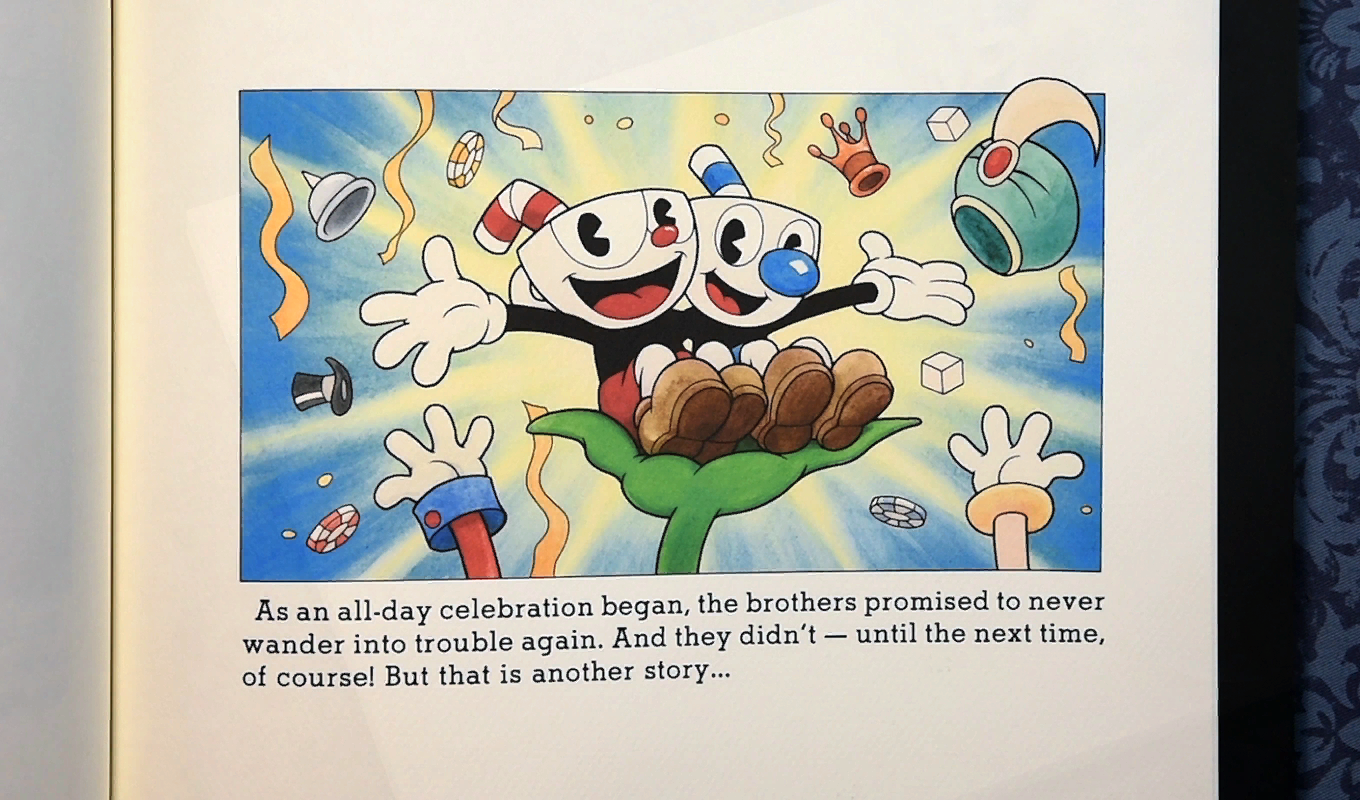 As an all-day celebration began, the brothers promised to never
wander into trouble again. And they didn't — until the next time,
of course! But that is another story...